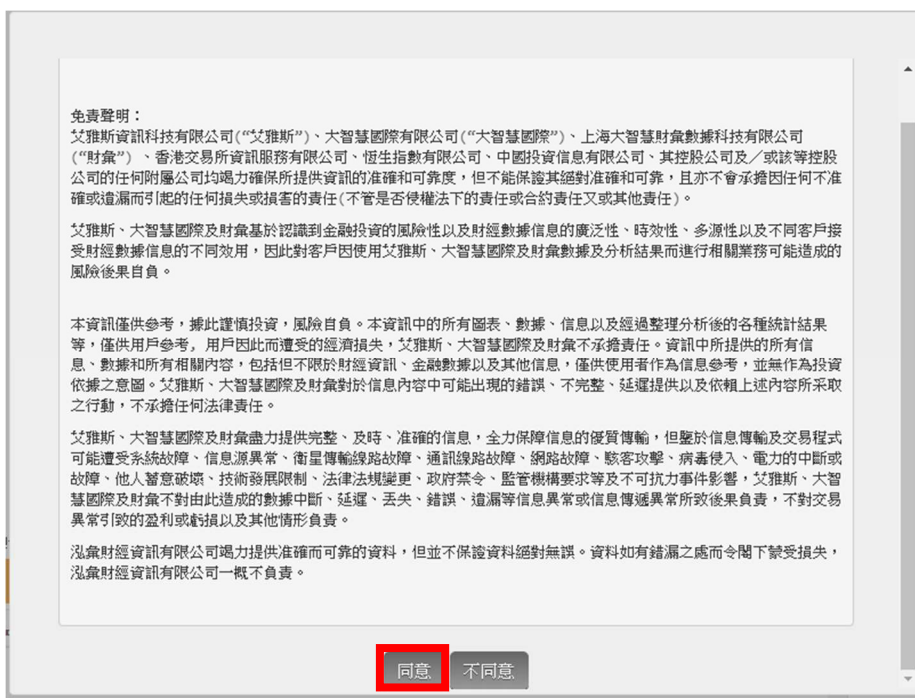 免責聲明：
艾雅斯資訊科技有限公司(“艾雅斯”)、大智慧國際有限公司(“大智慧國際”)、上海大智慧財彙數據科技有限公司
(“財彙”) 、香港交易所資訊服務有限公司、恆生指數有限公司、中國投資信息有限公司、其控股公司及／或該等控股
公司的任何附屬公司均竭力確保所提供資訊的准確和可靠度，但不能保證其絕對准確和可靠，且亦不會承擔因任何不准
確或遺漏而引起的任何損失或損害的責任(不管是否侵權法下的責任或合約責任又或其他責任)。
艾雅斯、大智慧國際及財彙基於認識到金融投資的風險性以及財經數據信息的廣泛性、時效性、多源性以及不同客戶接
受財經數據信息的不同效用，因此對客戶因使用艾雅斯、大智慧國際及財彙數據及分析結果而進行相關業務可能造成的
風險後果自負。
本資訊僅供參考，據此謹慎投資，風險自負。本資訊中的所有圖表、數據、信息以及經過整理分析後的各種統計結果
等，僅供用戶參考, 用戶因此而遭受的經濟損失，艾雅斯、大智慧國際及財彙不承擔責任。資訊中所提供的所有信
息、數據和所有相關內容，包括但不限於財經資訊、金融數據以及其他信息，僅供使用者作為信息參考，並無作為投資
依據之意圖。艾雅斯、大智慧國際及財彙對於信息內容中可能出現的錯誤、不完整、延遲提供以及依賴上述內容所采取
之行動，不承擔任何法律責任。
艾雅斯、大智慧國際及財彙盡力提供完整、及時、准確的信息，全力保障信息的優質傳輸，但鑒於信息傳輸及交易程式
可能遭受系統故障、信息源異常、衛星傳輸線路故障、通訊線路故障、網路故障、駭客攻擊、病毒侵入、電力的中斷或
故障、他人蓄意破壞、技術發展限制、法律法規變更、政府禁令、監管機構要求等及不可抗力事件影響，艾雅斯、大智
慧國際及財彙不對由此造成的數據中斷、延遲、丟失、錯誤、遺漏等信息異常或信息傳遞異常所致後果負責，不對交易
異常引致的盈利或虧損以及其他情形負責。
泓彙財經資訊有限公司竭力提供准確而可靠的資料，但並不保證資料絕對無誤。資料如有錯漏之處而令閣下蒙受損失，
泓彙財經資訊有限公司一概不負責。
同意 不同意